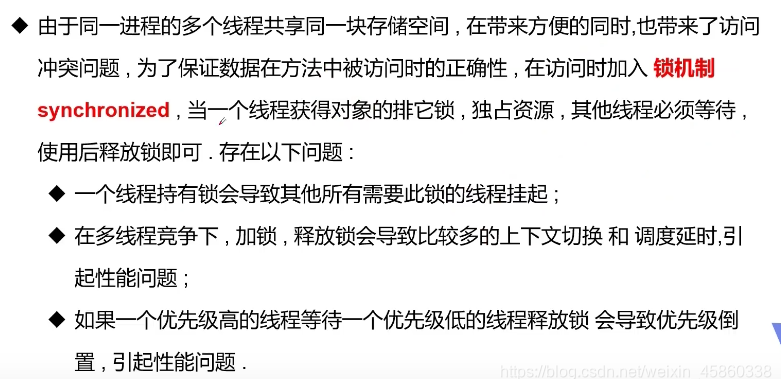 ◆ 由于同一进程的多个线程共享同一块存储空间 , 在带来方便的同时,也带来了访问
冲突问题 , 为了保证数据在方法中被访问时的正确性 , 在访问时加入 锁机制
synchronized , 当一个线程获得对象的排它锁 , 独占资源 , 其他线程必须等待 ,
使用后释放锁即可 . 存在以下问题 :
◆ 一个线程持有锁会导致其他所有需要此锁的线程挂起 ;
◆ 在多线程竞争下 , 加锁 , 释放锁会导致比较多的上下文切换 和 调度延时,引
起性能问题 ;
◆ 如果一个优先级高的线程等待一个优先级低的线程释放锁 会导致优先级倒
置 , 引起性能问题 .
https://blog.csdn.net/weixin_45860338